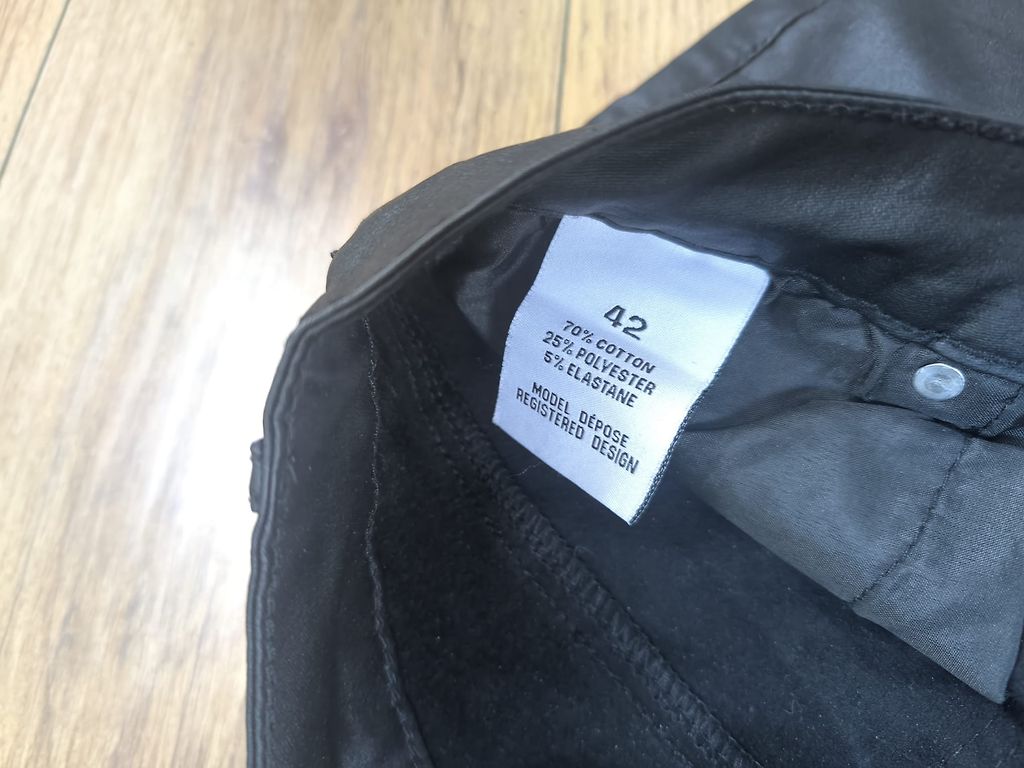 42
70% COTTON
25% POLYESTER
5% ELASTANE
MODEL DÉPOSE
REGISTERED DESIGN